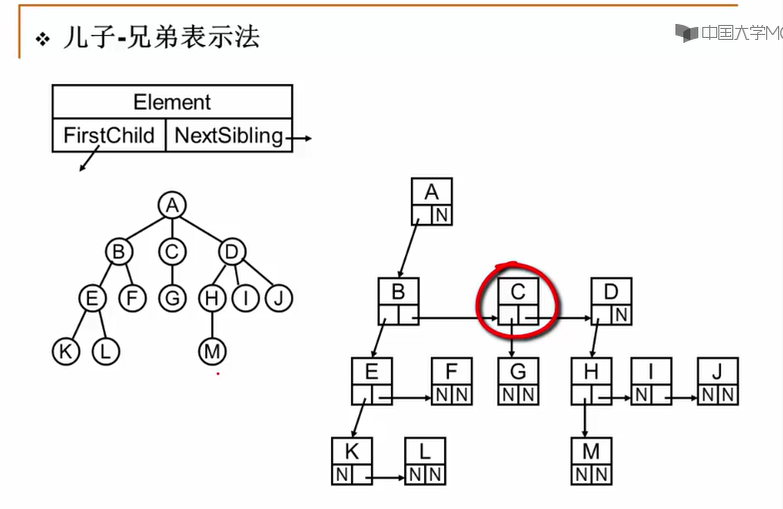 ❖ 儿子-兄弟表示法
中国大学MO
Element
FirstChild NextSibling
A
B C D
E F G H I J
K L M
A
N
B C D
N
E F G H I J
N N N N N N N
K L M
N N N N N